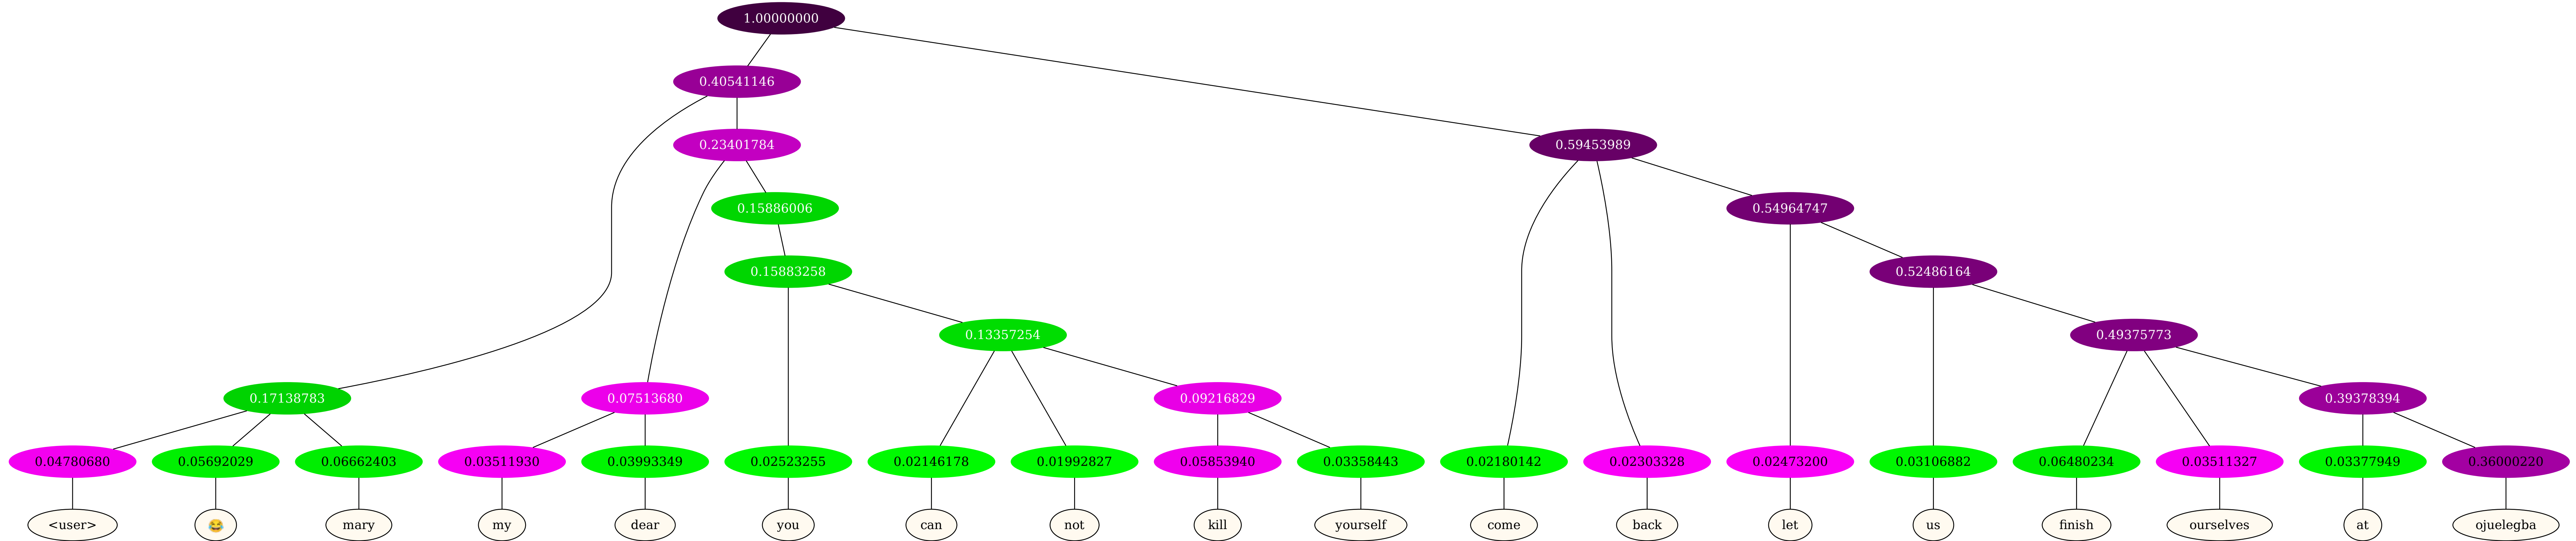 1.00000000
0.40541146
0.23401784 0.59453989
0.15886006 0.54964747
0.15883258 0.52486164
0.13357254 0.49375773
0.17138783 0.07513680 0.09216829 0.39378394
0.04780680 0.05692029 0.06662403 0.03511930 0.03993349 0.02523255 0.02146178 0.01992827 0.05853940 0.03358443 0.02180142 0.02303328 0.02473200 0.03106882 0.06480234 0.03511327 0.03377949 0.36000220
<user> 😂 mary my dear you can not kill yourself come back let us finish ourselves at ojuelegba